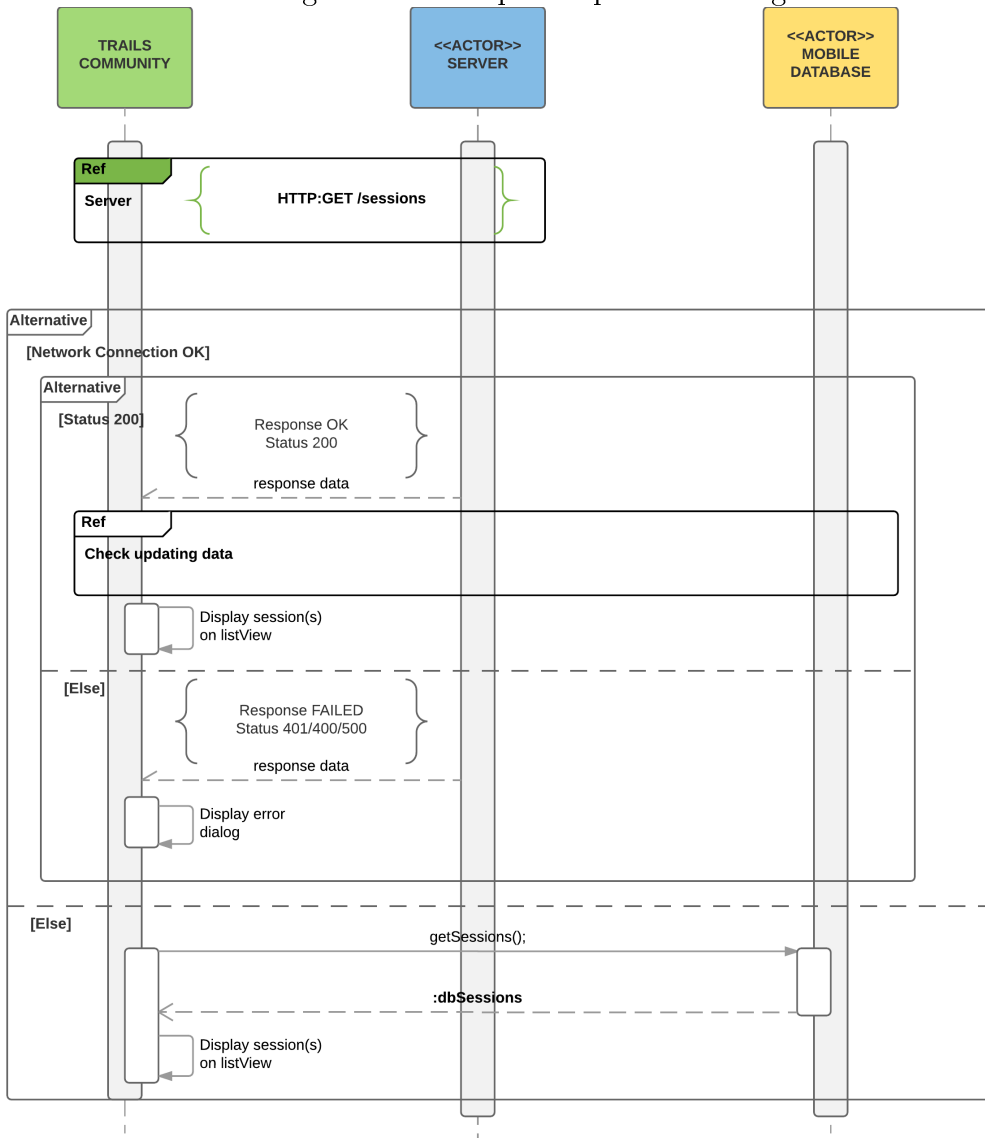 TRAILS
COMMUNITY
<<ACTOR>>
SERVER
<<ACTOR>>
MOBILE
DATABASE
Ref
Server
HTTP:GET /sessions
Alternative
[Network Connection OK]
Alternative
[Status 200]
Response OK
Status 200
response data
Ref
Check updating data
Display session(s)
on listView
[Else]
Response FAILED
Status 401/400/500
response data
Display error
dialog
[Else]
getSessions();
:dbSessions
Display session(s)
on listView